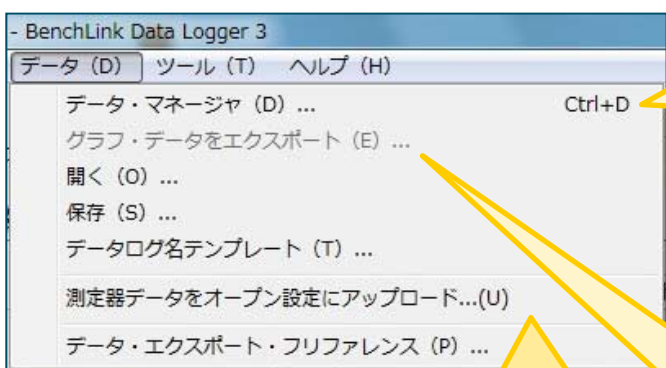 - BenchLink Data Logger 3
データ (D) ツール (T) ヘルプ (H)
データ・マネージャ (D) ... Ctrl+D
グラフ・データをエクスポート (E) ...
開く (O) ...
保存 (S) ...
データログ名テンプレート (T) ...
測定器データをオープン設定にアップロード...(U)
データ・エクスポート・フリファレンス (P) ...